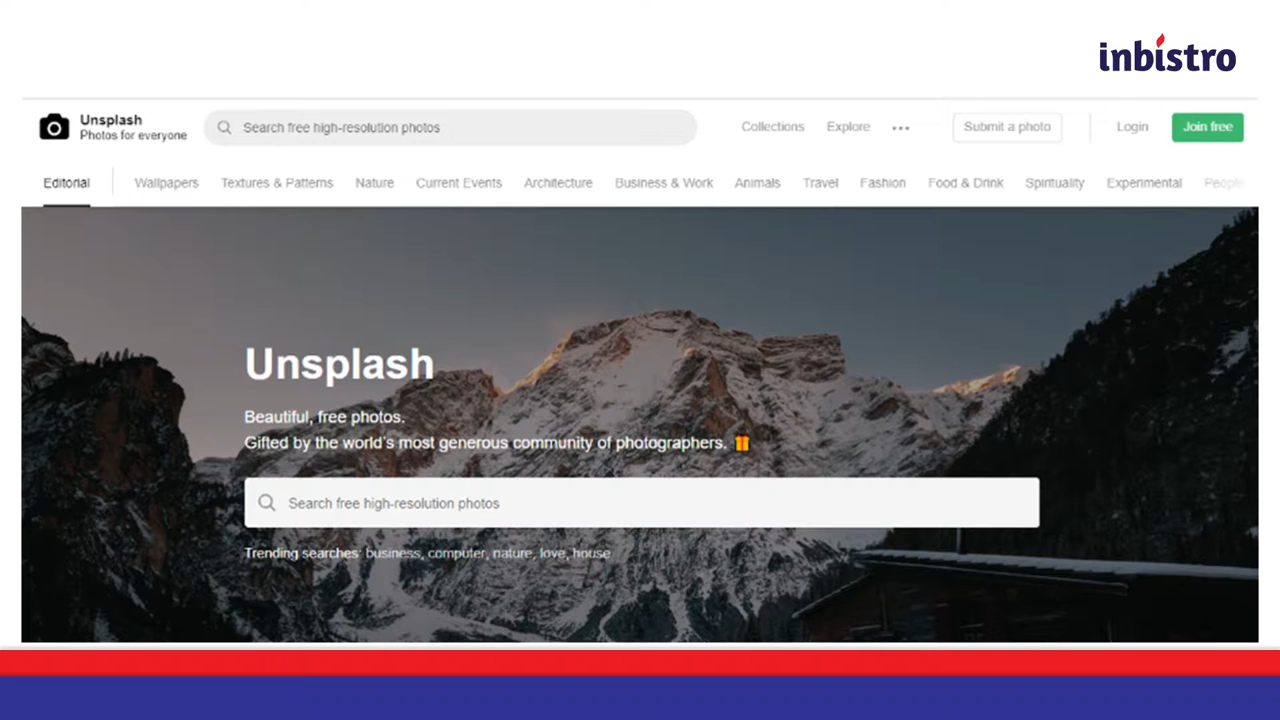 inbistro
Unsplash
Photos for everyone
Search free high-resolution photos
Collections Explore ••• Submit a photo Login Join free
Editorial Wallpapers Textures & Patterns Nature Current Events Architecture Business & Work Animals Travel Fashion Food & Drink Spirituality Experimental People
Unsplash
Beautiful, free photos.
Gifted by the world's most generous community of photographers. 🎁
Search free high-resolution photos
Trending searches: business, computer, nature, love, house